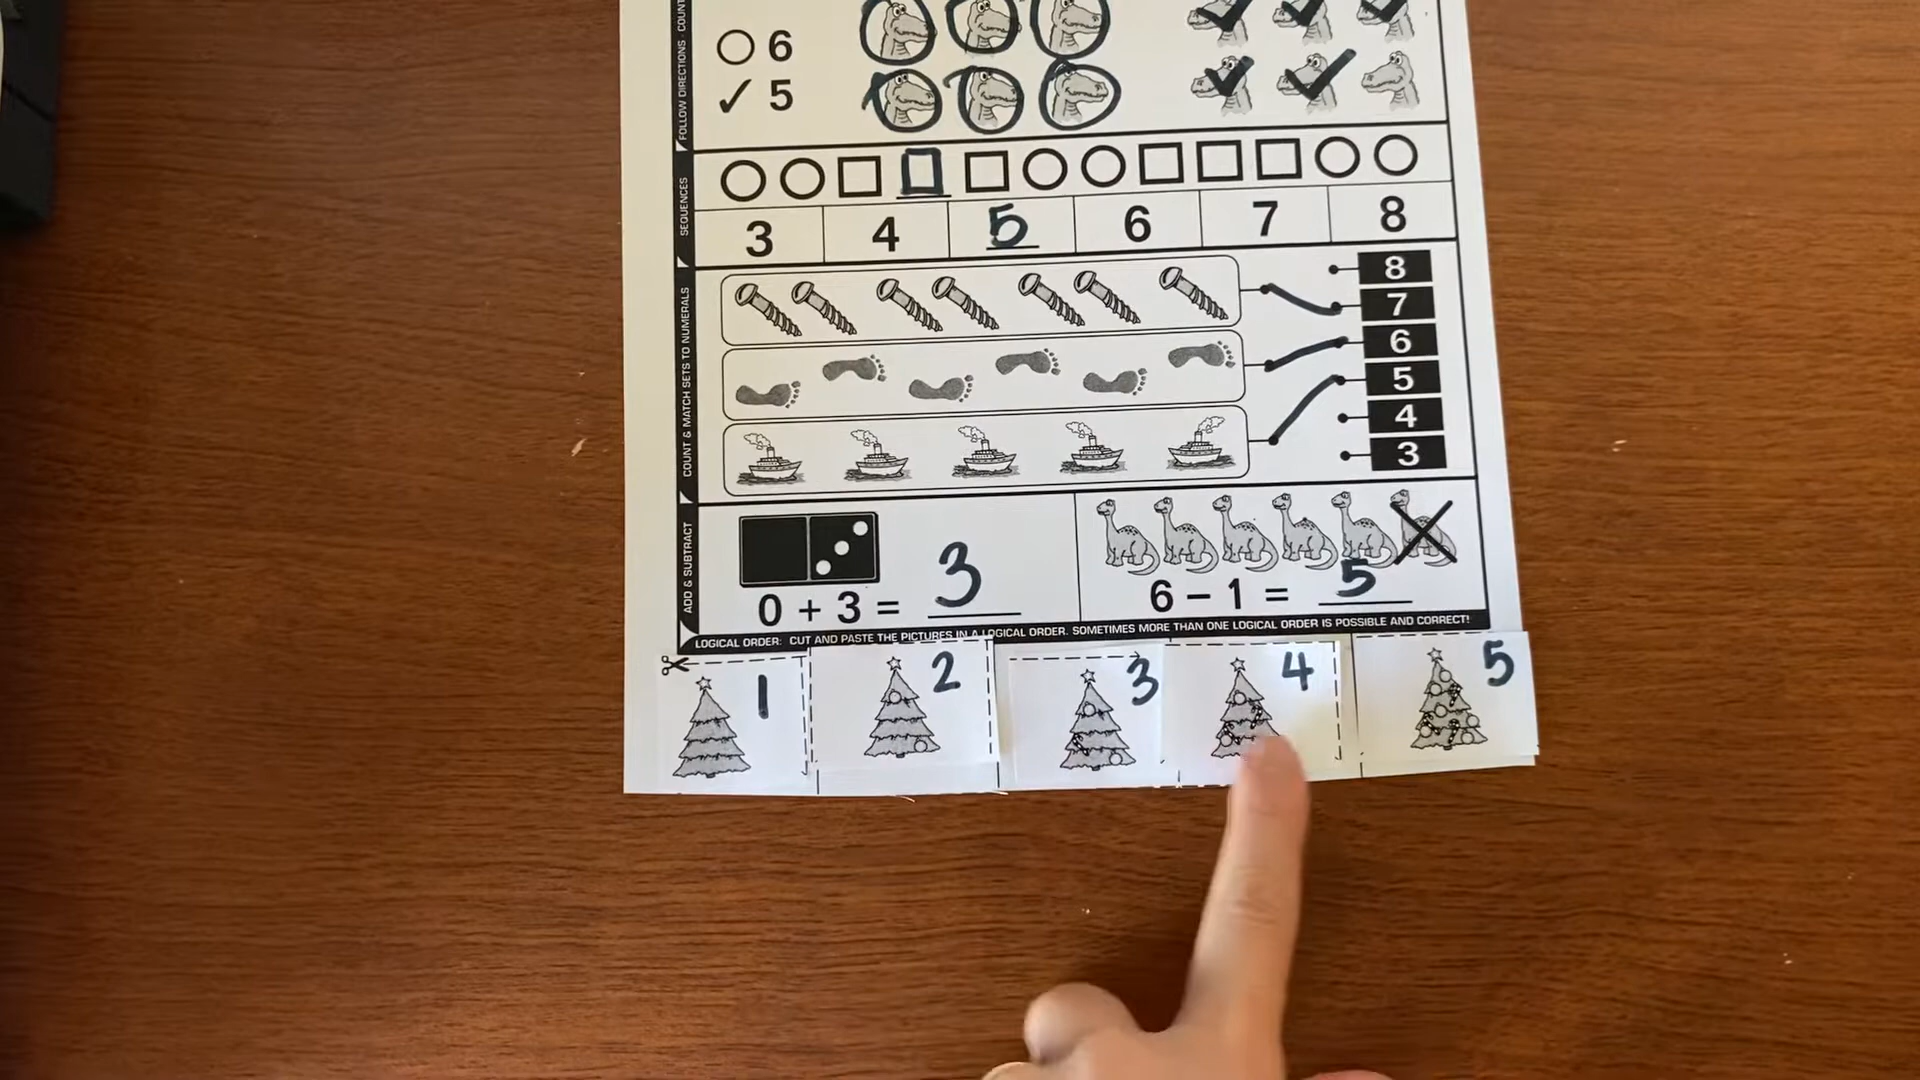 FOLLOW DIRECTIONS · COUNT
6
✓ 5
SEQUENCES
3 4 5 6 7 8
COUNT & MATCH SETS TO NUMERALS
8
7
6
5
4
3
ADD & SUBTRACT
0 + 3 = 3
6 - 1 = 5
LOGICAL ORDER: CUT AND PASTE THE PICTURES IN A LOGICAL ORDER. SOMETIMES MORE THAN ONE LOGICAL ORDER IS POSSIBLE AND CORRECT!
1 2 3 4 5